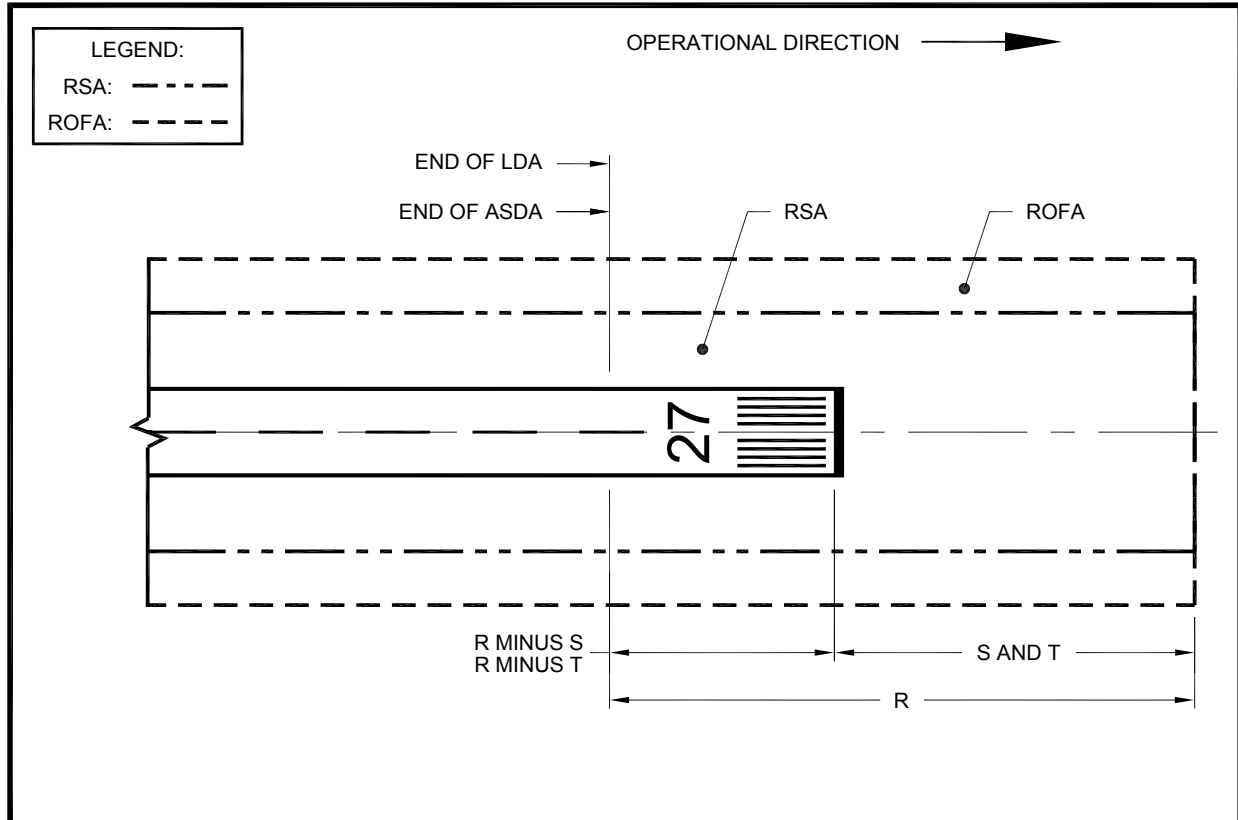 LEGEND:
RSA:
ROFA:
OPERATIONAL DIRECTION
END OF LDA
END OF ASDA
RSA
ROFA
27
R MINUS S
R MINUS T
S AND T
R